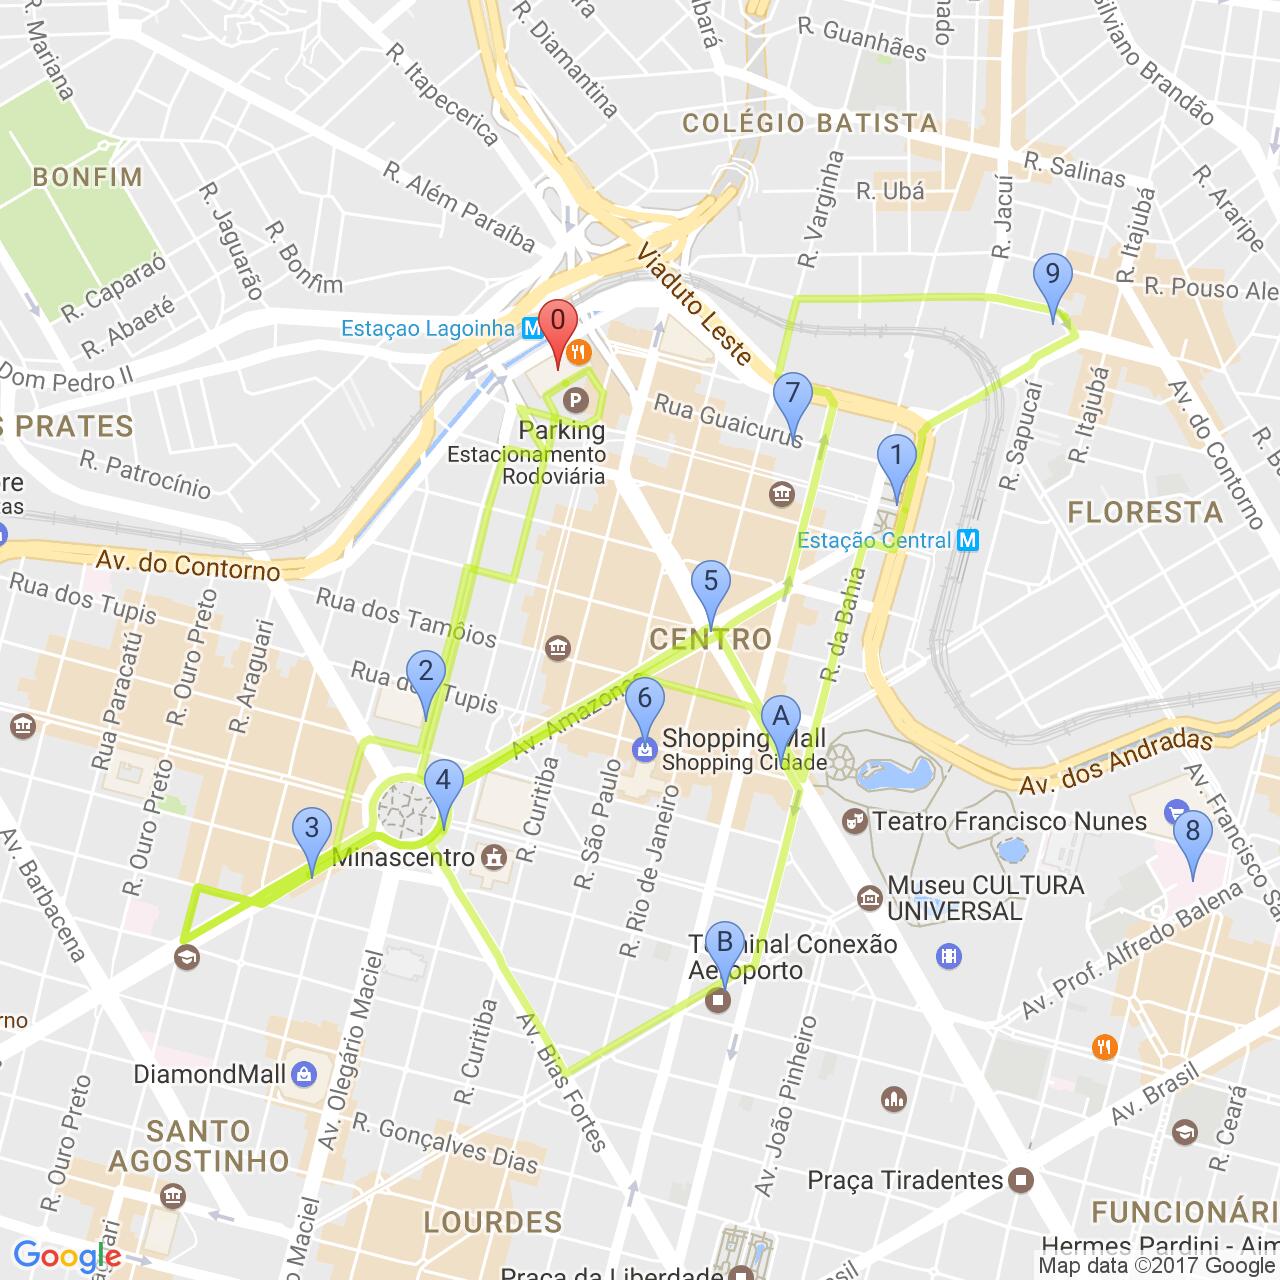 R. Mariana
R. Itapecerica
R. Diamantina
R. Guanhães
Silviano Brandão
COLÉGIO BATISTA
R. Salinas
BONFIM
R. Além Paraíba
R. Varginha
R. Ubá
R. Jacuí
R. Itajubá
R. Araripe
R. Jaguarão
R. Bonfim
R. Caparaó
R. Abaeté
Viaduto Leste
R. Pouso Ale
9
0
Estaçao Lagoinha
M
Dom Pedro II
7
Rua Guaicurus
P
Parking
Estacionamento
Rodoviária
PRATES
R. Patrocínio
1
R. Sapucaí
R. Itajubá
Av. do Contorno
FLORESTA
Estação Central
M
Av. do Contorno
Rua dos Tupis
Rua dos Tamôios
R. Ouro Preto
R. Araguari
Rua Paracatú
5
CENTRO
R. da Bahia
2
Tupis
6
A
Av. Amazonas
Shopping Mall
Shopping Cidade
Av. dos Andradas
Av. Francisco Sa
4
3
R. Ouro Preto
Minascentro
R. Curitiba
R. São Paulo
R. Rio de Janeiro
Teatro Francisco Nunes
8
Av. Barbacena
Museu CULTURA
UNIVERSAL
Av. Prof. Alfredo Balena
B
Terminal Conexão
Aeroporto
Av. Olegário Maciel
R. Curitiba
Av. Bias Fortes
Av. João Pinheiro
DiamondMall
R. Ouro Preto
R. Gonçalves Dias
Av. Brasil
R. Ceará
SANTO
AGOSTINHO
Praça Tiradentes
LOURDES
FUNCIONÁRI
Hermes Pardini - Aim
Google
Praça da Liberdade
Map data ©2017 Google